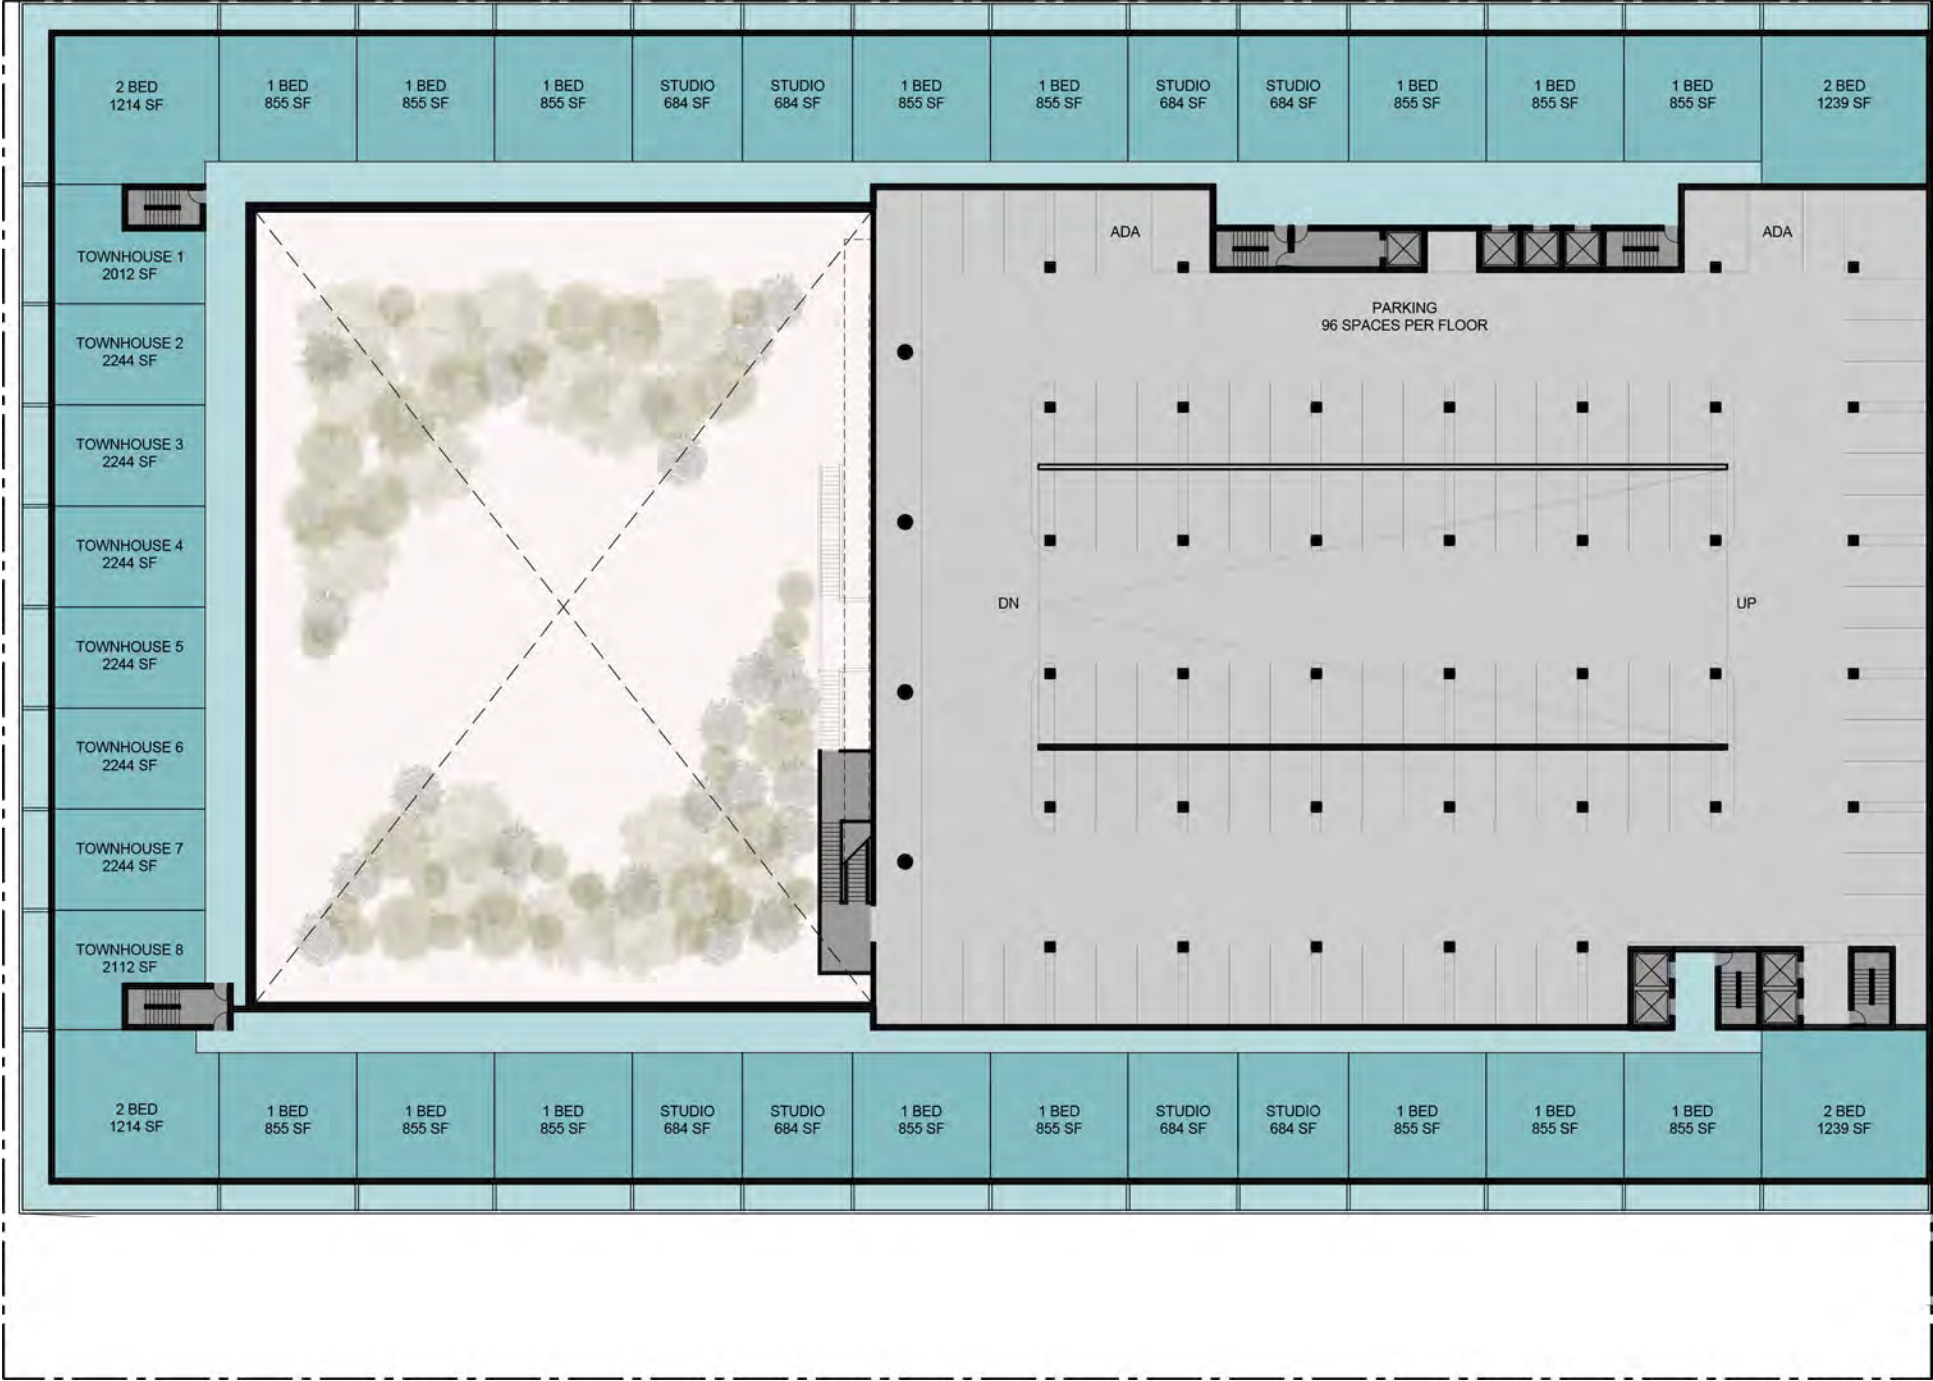 2 BED
1214 SF
1 BED
855 SF
1 BED
855 SF
1 BED
855 SF
STUDIO
684 SF
STUDIO
684 SF
1 BED
855 SF
1 BED
855 SF
STUDIO
684 SF
STUDIO
684 SF
1 BED
855 SF
1 BED
855 SF
1 BED
855 SF
2 BED
1239 SF
TOWNHOUSE 1
2012 SF
ADA
ADA
PARKING
96 SPACES PER FLOOR
TOWNHOUSE 2
2244 SF
TOWNHOUSE 3
2244 SF
TOWNHOUSE 4
2244 SF
DN
UP
TOWNHOUSE 5
2244 SF
TOWNHOUSE 6
2244 SF
TOWNHOUSE 7
2244 SF
TOWNHOUSE 8
2112 SF
2 BED
1214 SF
1 BED
855 SF
1 BED
855 SF
1 BED
855 SF
STUDIO
684 SF
STUDIO
684 SF
1 BED
855 SF
1 BED
855 SF
STUDIO
684 SF
STUDIO
684 SF
1 BED
855 SF
1 BED
855 SF
1 BED
855 SF
2 BED
1239 SF